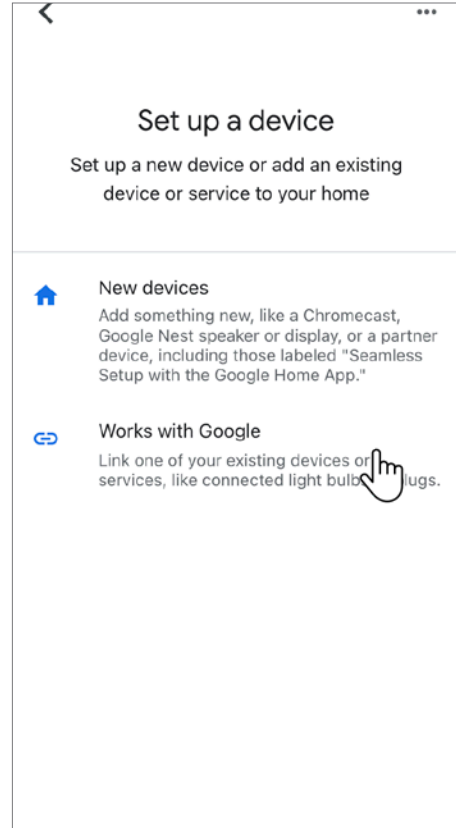 Set up a device
Set up a new device or add an existing
device or service to your home
New devices
Add something new, like a Chromecast,
Google Nest speaker or display, or a partner
device, including those labeled "Seamless
Setup with the Google Home App."
Works with Google
Link one of your existing devices or
services, like connected light bulb lugs.